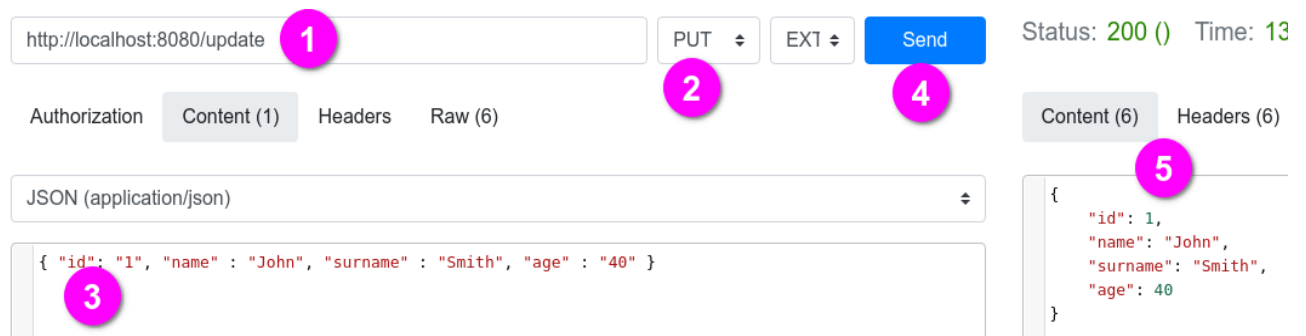 http://localhost:8080/update 1 PUT EXT Send Status: 200 () Time: 13
2 4
Authorization Content (1) Headers Raw (6) Content (6) Headers (6)
5
JSON (application/json)
{ "id": "1", "name" : "John", "surname" : "Smith", "age" : "40" }
3
{
"id": 1,
"name": "John",
"surname": "Smith",
"age": 40
}